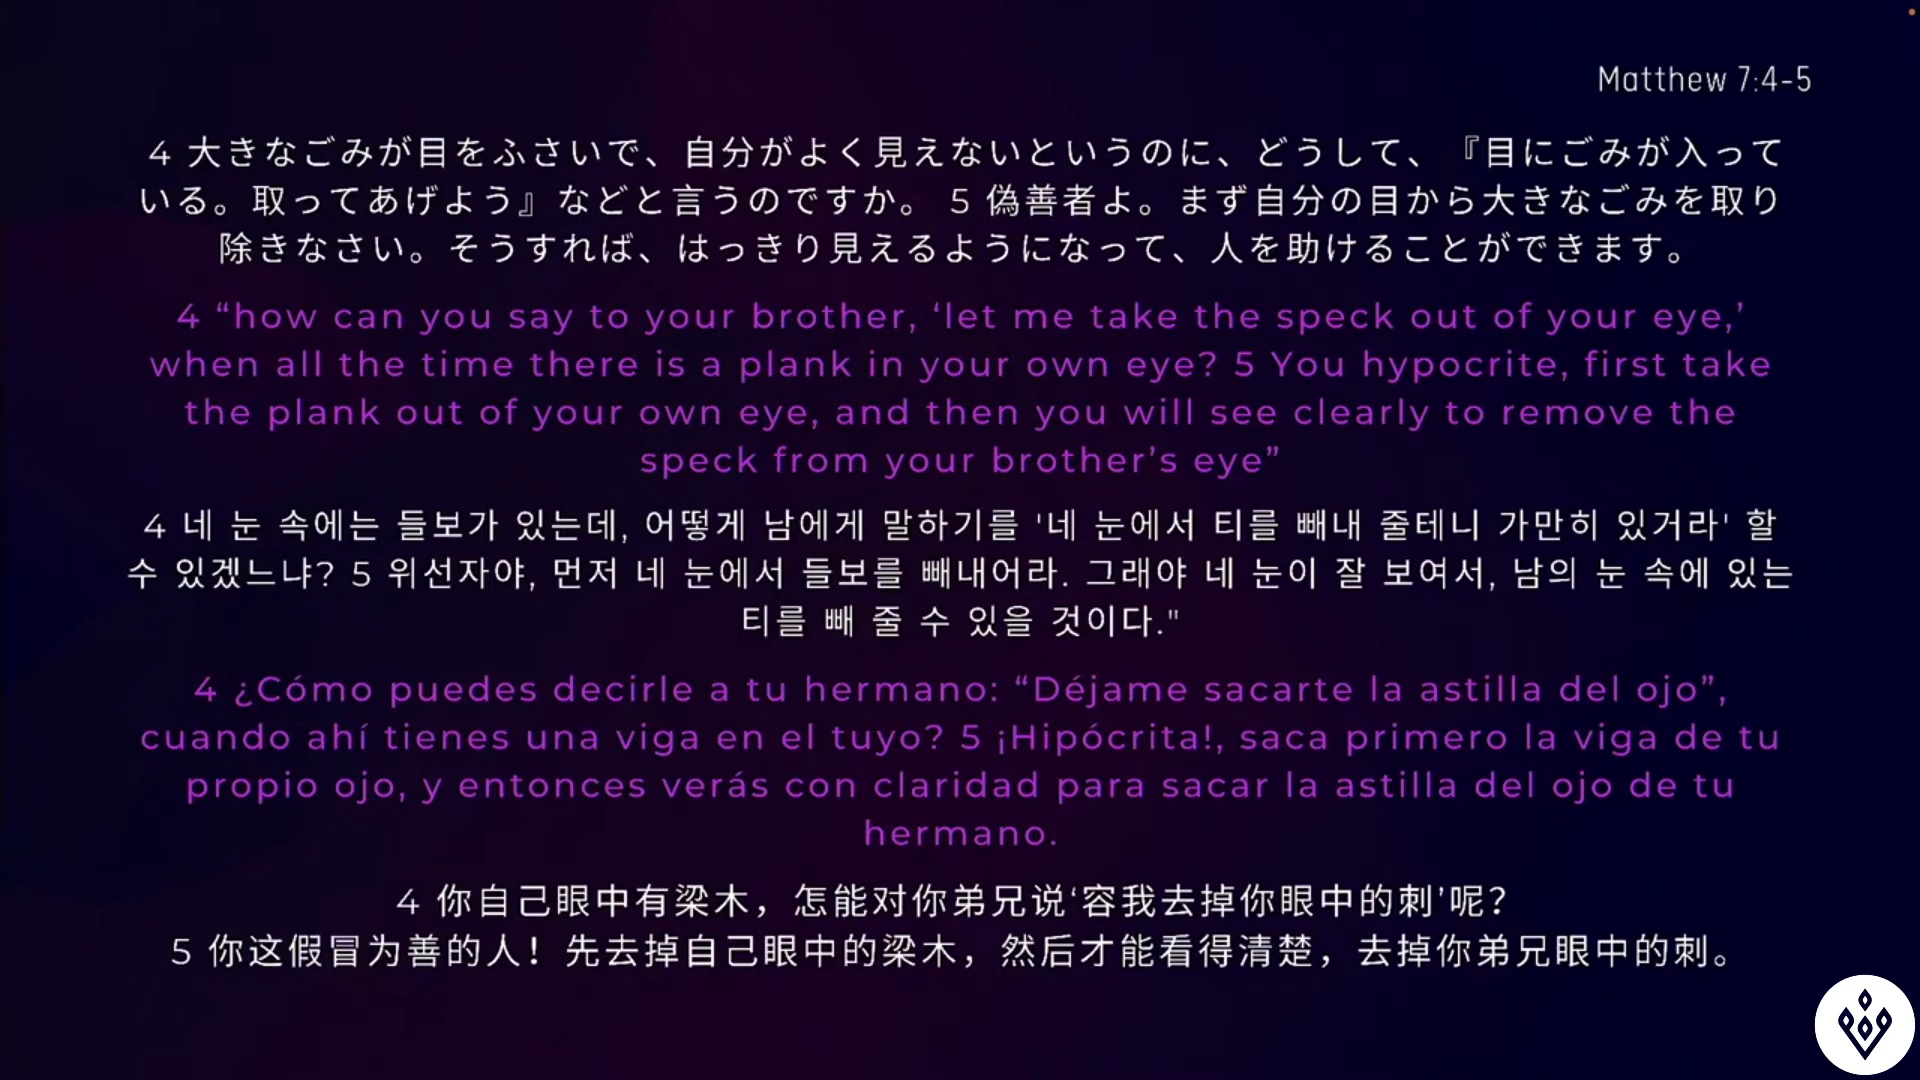 Matthew 7:4-5
4 大きなごみが目をふさいで、自分がよく見えないというのに、どうして、『目にごみが入って
いる。取ってあげよう』などと言うのですか。 5 偽善者よ。まず自分の目から大きなごみを取り
除きなさい。そうすれば、はっきり見えるようになって、人を助けることができます。
4 “how can you say to your brother, ‘let me take the speck out of your eye,’
when all the time there is a plank in your own eye? 5 You hypocrite, first take
the plank out of your own eye, and then you will see clearly to remove the
speck from your brother’s eye”
4 네 눈 속에는 들보가 있는데, 어떻게 남에게 말하기를 '네 눈에서 티를 빼내 줄테니 가만히 있거라' 할
수 있겠느냐? 5 위선자야, 먼저 네 눈에서 들보를 빼내어라. 그래야 네 눈이 잘 보여서, 남의 눈 속에 있는
티를 빼 줄 수 있을 것이다."
4 ¿Cómo puedes decirle a tu hermano: “Déjame sacarte la astilla del ojo”,
cuando ahí tienes una viga en el tuyo? 5 ¡Hipócrita!, saca primero la viga de tu
propio ojo, y entonces verás con claridad para sacar la astilla del ojo de tu
hermano.
4 你自己眼中有梁木，怎能对你弟兄说‘容我去掉你眼中的刺’呢？
5 你这假冒为善的人！先去掉自己眼中的梁木，然后才能看得清楚，去掉你弟兄眼中的刺。